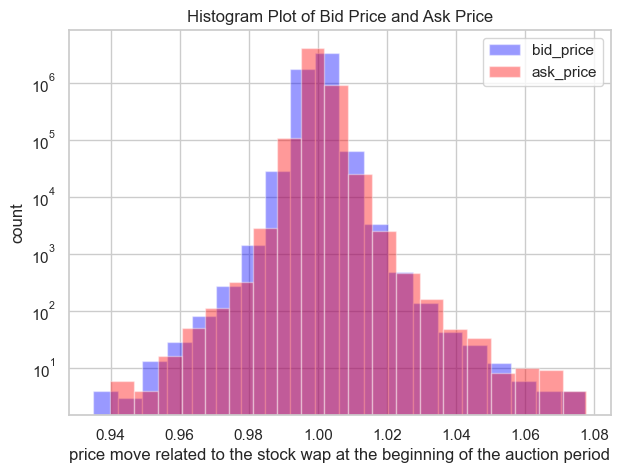 Histogram Plot of Bid Price and Ask Price
bid_price
ask_price
10^6
10^5
10^4
10^3
10^2
10^1
count
0.94 0.96 0.98 1.00 1.02 1.04 1.06 1.08
price move related to the stock wap at the beginning of the auction period